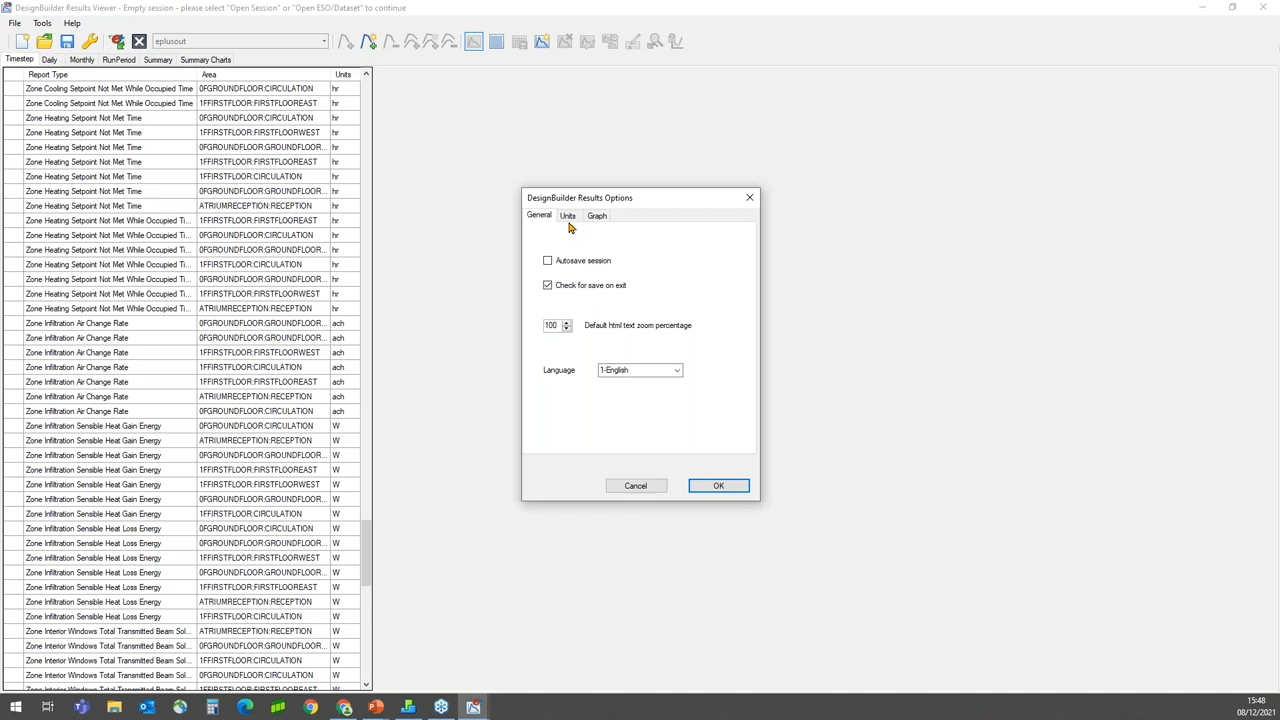 DesignBuilder Results Viewer - Empty session - please select "Open Session" or "Open ESO/Dataset" to continue
File Tools Help
eplusout
Timestep Daily Monthly RunPeriod Summary Summary Charts
Report Type Area Units
Zone Cooling Setpoint Not Met While Occupied Time 0FGROUNDFLOOR:CIRCULATION hr
Zone Cooling Setpoint Not Met While Occupied Time 1FFIRSTFLOOR:FIRSTFLOOREAST hr
Zone Heating Setpoint Not Met Time 0FGROUNDFLOOR:CIRCULATION hr
Zone Heating Setpoint Not Met Time 1FFIRSTFLOOR:FIRSTFLOORWEST hr
Zone Heating Setpoint Not Met Time 0FGROUNDFLOOR:GROUNDFLOOR... hr
Zone Heating Setpoint Not Met Time 1FFIRSTFLOOR:FIRSTFLOOREAST hr
Zone Heating Setpoint Not Met Time 1FFIRSTFLOOR:CIRCULATION hr
Zone Heating Setpoint Not Met Time 0FGROUNDFLOOR:GROUNDFLOOR... hr
Zone Heating Setpoint Not Met Time ATRIUMRECEPTION:RECEPTION hr
Zone Heating Setpoint Not Met While Occupied Ti... 1FFIRSTFLOOR:FIRSTFLOOREAST hr
Zone Heating Setpoint Not Met While Occupied Ti... 0FGROUNDFLOOR:CIRCULATION hr
Zone Heating Setpoint Not Met While Occupied Ti... 0FGROUNDFLOOR:GROUNDFLOOR... hr
Zone Heating Setpoint Not Met While Occupied Ti... 1FFIRSTFLOOR:CIRCULATION hr
Zone Heating Setpoint Not Met While Occupied Ti... 0FGROUNDFLOOR:GROUNDFLOOR... hr
Zone Heating Setpoint Not Met While Occupied Ti... 1FFIRSTFLOOR:FIRSTFLOORWEST hr
Zone Heating Setpoint Not Met While Occupied Ti... ATRIUMRECEPTION:RECEPTION hr
Zone Infiltration Air Change Rate 0FGROUNDFLOOR:GROUNDFLOOR... ach
Zone Infiltration Air Change Rate 0FGROUNDFLOOR:GROUNDFLOOR... ach
Zone Infiltration Air Change Rate 1FFIRSTFLOOR:FIRSTFLOORWEST ach
Zone Infiltration Air Change Rate 1FFIRSTFLOOR:CIRCULATION ach
Zone Infiltration Air Change Rate 1FFIRSTFLOOR:FIRSTFLOOREAST ach
Zone Infiltration Air Change Rate ATRIUMRECEPTION:RECEPTION ach
Zone Infiltration Air Change Rate 0FGROUNDFLOOR:CIRCULATION ach
Zone Infiltration Sensible Heat Gain Energy 0FGROUNDFLOOR:CIRCULATION W
Zone Infiltration Sensible Heat Gain Energy ATRIUMRECEPTION:RECEPTION W
Zone Infiltration Sensible Heat Gain Energy 0FGROUNDFLOOR:GROUNDFLOOR... W
Zone Infiltration Sensible Heat Gain Energy 1FFIRSTFLOOR:FIRSTFLOOREAST W
Zone Infiltration Sensible Heat Gain Energy 1FFIRSTFLOOR:FIRSTFLOORWEST W
Zone Infiltration Sensible Heat Gain Energy 0FGROUNDFLOOR:GROUNDFLOOR... W
Zone Infiltration Sensible Heat Gain Energy 1FFIRSTFLOOR:CIRCULATION W
Zone Infiltration Sensible Heat Loss Energy 0FGROUNDFLOOR:CIRCULATION W
Zone Infiltration Sensible Heat Loss Energy 0FGROUNDFLOOR:GROUNDFLOOR... W
Zone Infiltration Sensible Heat Loss Energy 1FFIRSTFLOOR:FIRSTFLOORWEST W
Zone Infiltration Sensible Heat Loss Energy 0FGROUNDFLOOR:GROUNDFLOOR... W
Zone Infiltration Sensible Heat Loss Energy 1FFIRSTFLOOR:FIRSTFLOOREAST W
Zone Infiltration Sensible Heat Loss Energy ATRIUMRECEPTION:RECEPTION W
Zone Infiltration Sensible Heat Loss Energy 1FFIRSTFLOOR:CIRCULATION W
Zone Interior Windows Total Transmitted Beam Sol... ATRIUMRECEPTION:RECEPTION W
Zone Interior Windows Total Transmitted Beam Sol... 0FGROUNDFLOOR:GROUNDFLOOR... W
Zone Interior Windows Total Transmitted Beam Sol... 1FFIRSTFLOOR:CIRCULATION W
Zone Interior Windows Total Transmitted Beam Sol... 0FGROUNDFLOOR:CIRCULATION W
Zone Interior Windows Total Transmitted Beam Sol... 1FFIRSTFLOOR:FIRSTFLOOREAST W
DesignBuilder Results Options
General Units Graph
Autosave session
Check for save on exit
100 Default html text zoom percentage
Language 1-English
Cancel OK
15:48
08/12/2021